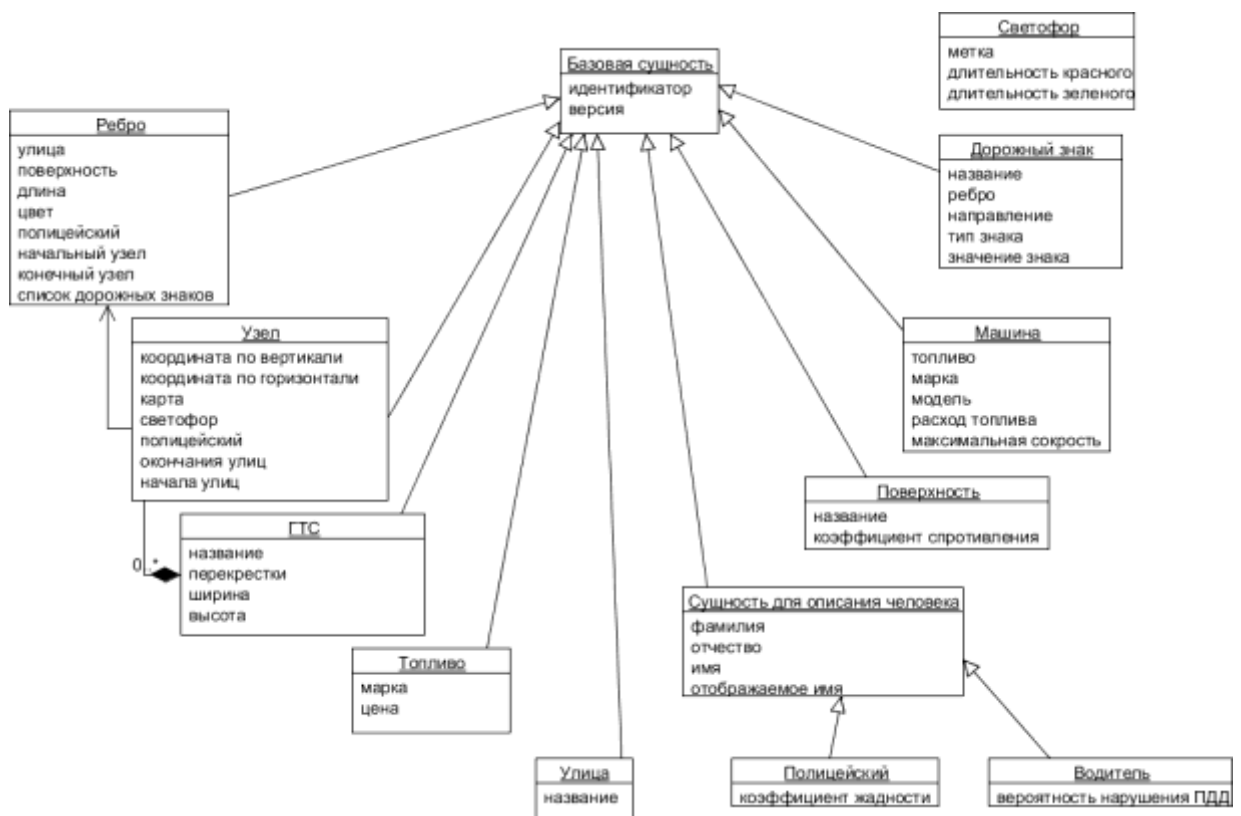 Светофор
метка
длительность красного
длительность зеленого
Базовая сущность
идентификатор
версия
Ребро
улица
поверхность
длина
цвет
полицейский
начальный узел
конечный узел
список дорожных знаков
Дорожный знак
название
ребро
направление
тип знака
значение знака
Узел
координата по вертикали
координата по горизонтали
карта
светофор
полицейский
окончания улиц
начала улиц
Машина
топливо
марка
модель
расход топлива
максимальная сокрость
Поверхность
название
коэффициент спротивления
ГТС
название
перекрестки
ширина
высота
0..*
Сущность для описания человека
фамилия
отчество
имя
отображаемое имя
Топливо
марка
цена
Улица
название
Полицейский
коэффициент жадности
Водитель
вероятность нарушения ПДД